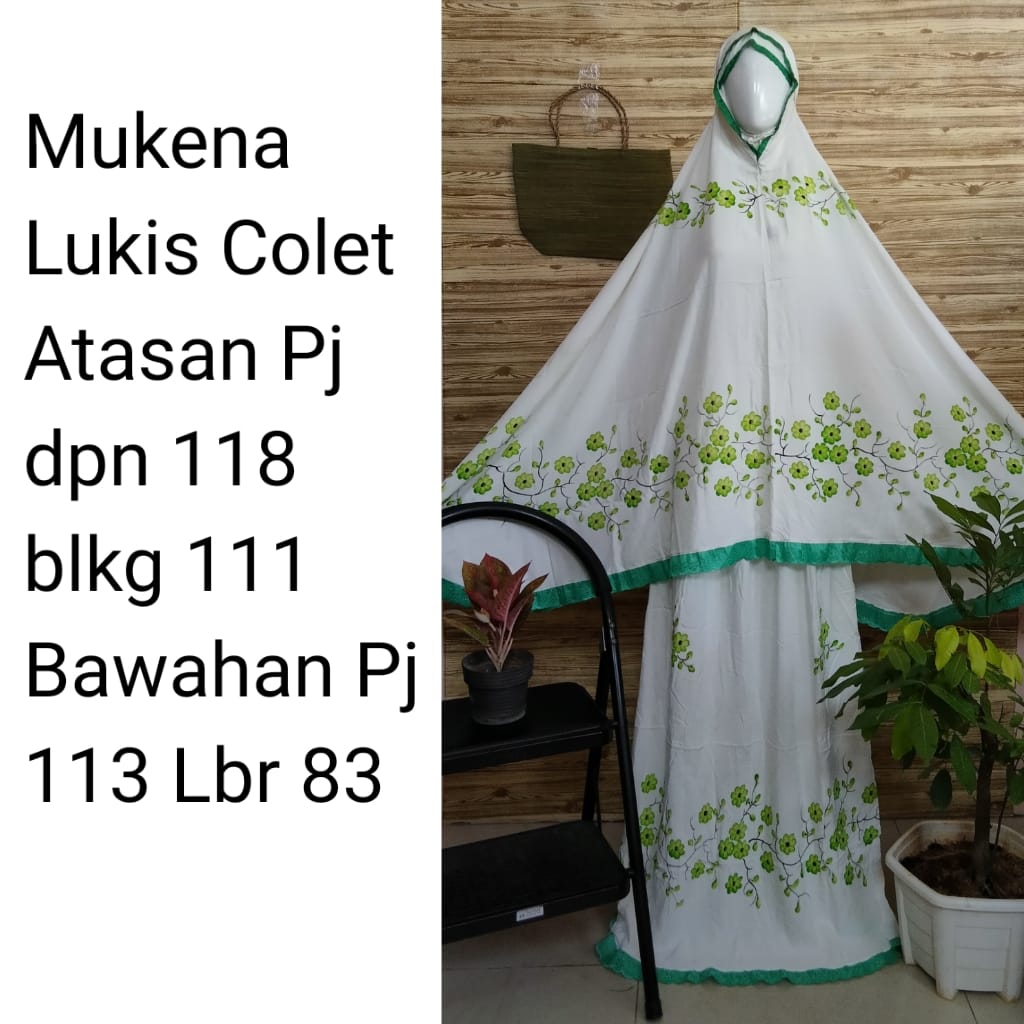 Mukena
Lukis Colet
Atasan Pj
dpn 118
blkg 111
Bawahan Pj
113 Lbr 83